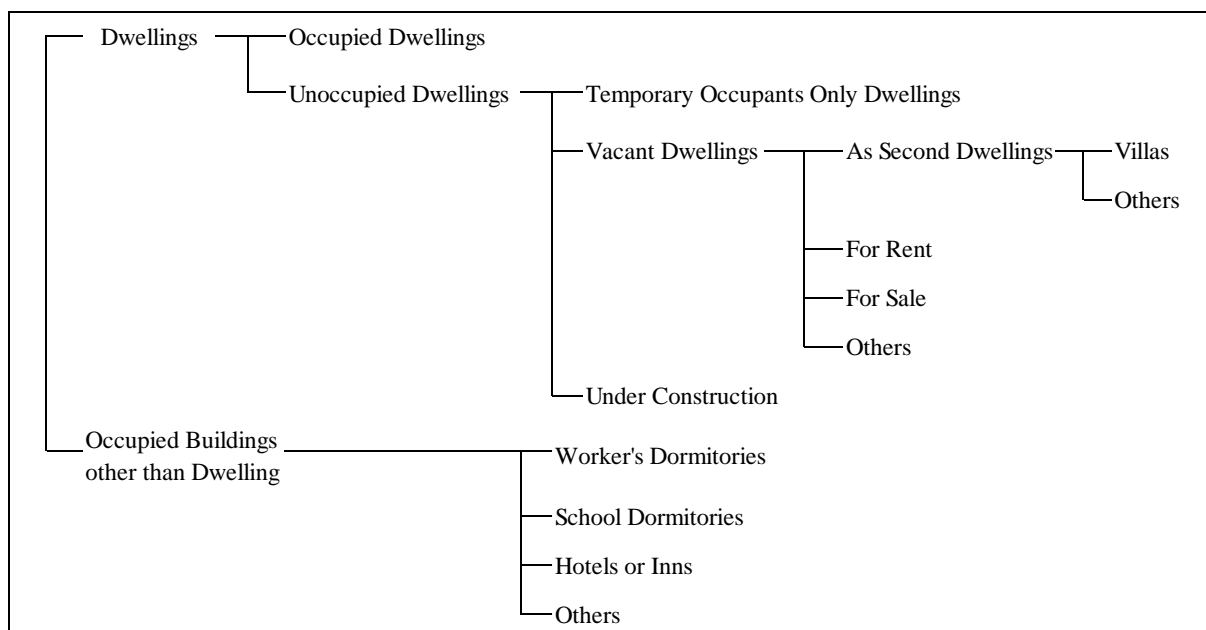 Dwellings
Occupied Dwellings
Unoccupied Dwellings
Temporary Occupants Only Dwellings
Vacant Dwellings
As Second Dwellings
Villas
Others
For Rent
For Sale
Others
Under Construction
Occupied Buildings
other than Dwelling
Worker's Dormitories
School Dormitories
Hotels or Inns
Others